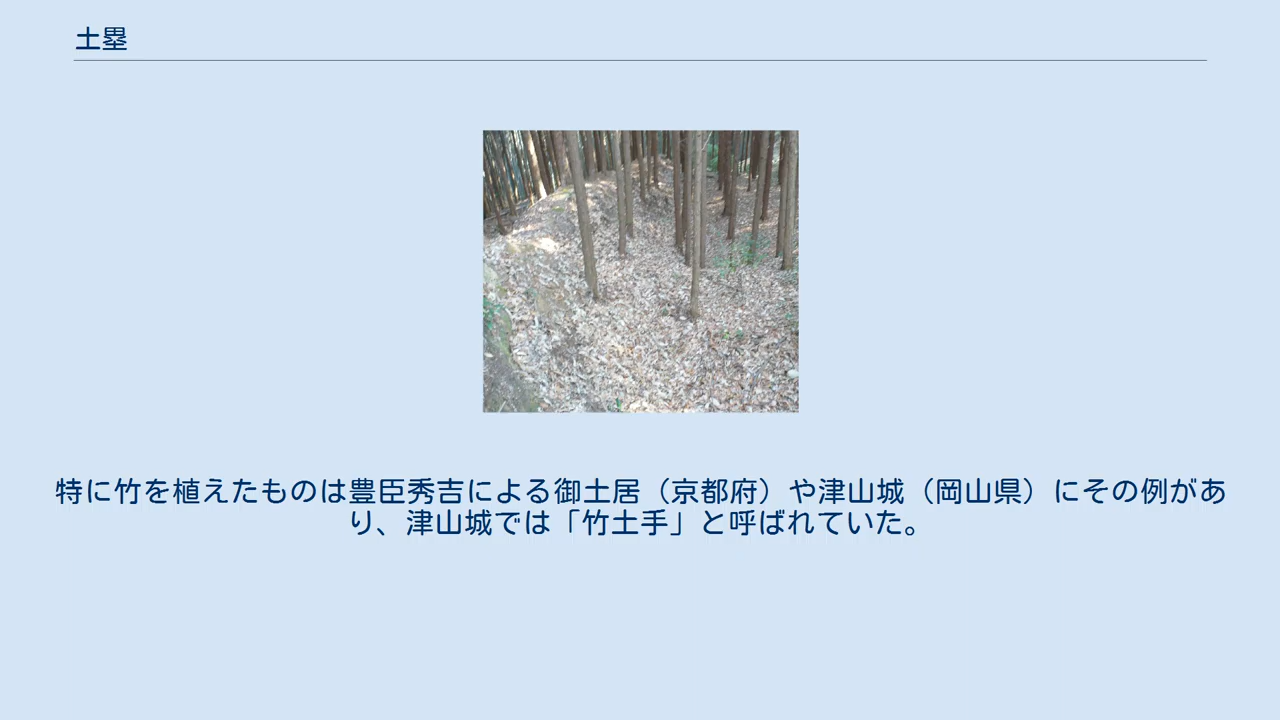 土塁
特に竹を植えたものは豊臣秀吉による御土居（京都府）や津山城（岡山県）にその例があ
り、津山城では「竹土手」と呼ばれていた。